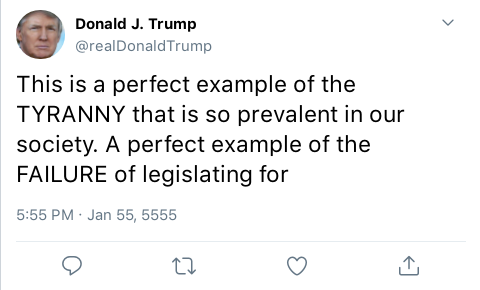 Donald J. Trump
@realDonaldTrump
This is a perfect example of the
TYRANNY that is so prevalent in our
society. A perfect example of the
FAILURE of legislating for
5:55 PM · Jan 55, 5555